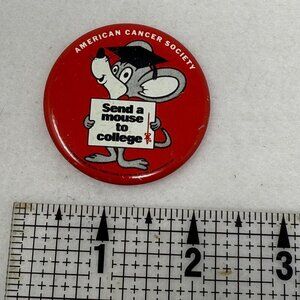 AMERICAN CANCER SOCIETY
Send a
mouse
to
college
1 2 3